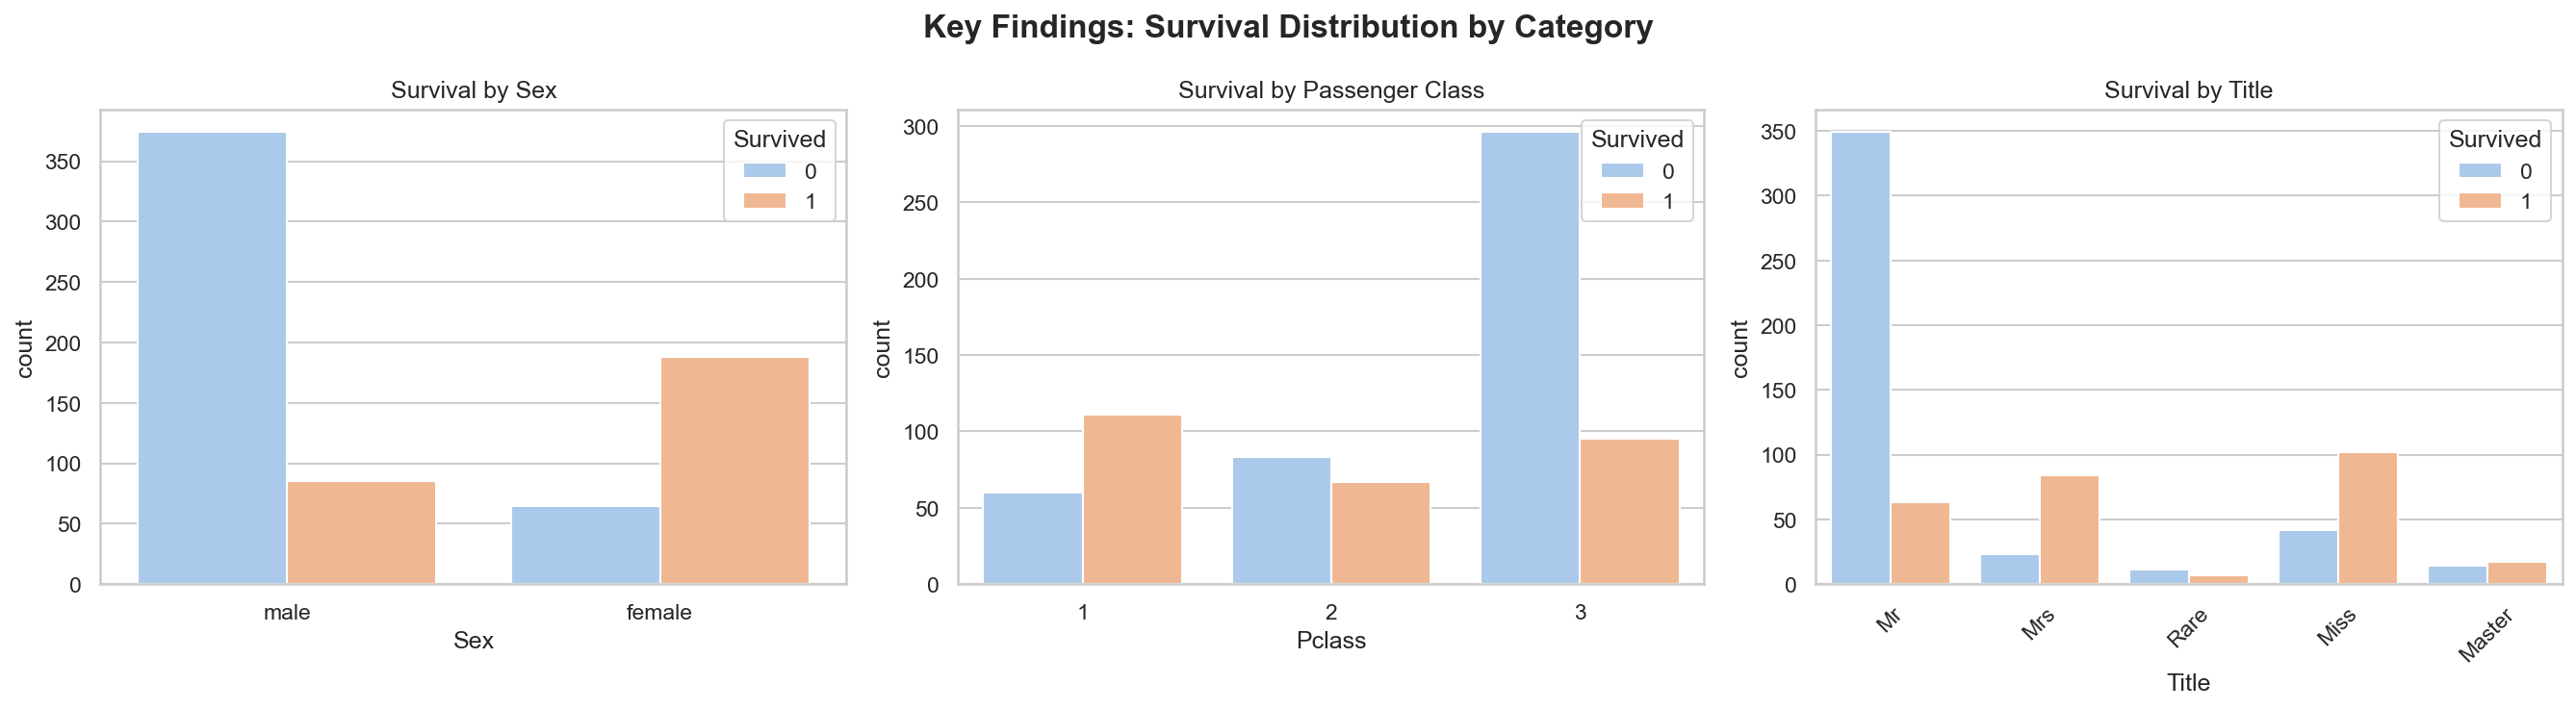 Key Findings: Survival Distribution by Category
Survival by Sex
350
300
250
200
150
100
50
0
count
male
female
Sex
Survived
0
1
Survival by Passenger Class
300
250
200
150
100
50
0
count
1
2
3
Pclass
Survived
0
1
Survival by Title
350
300
250
200
150
100
50
0
count
Mr
Mrs
Rare
Miss
Master
Title
Survived
0
1